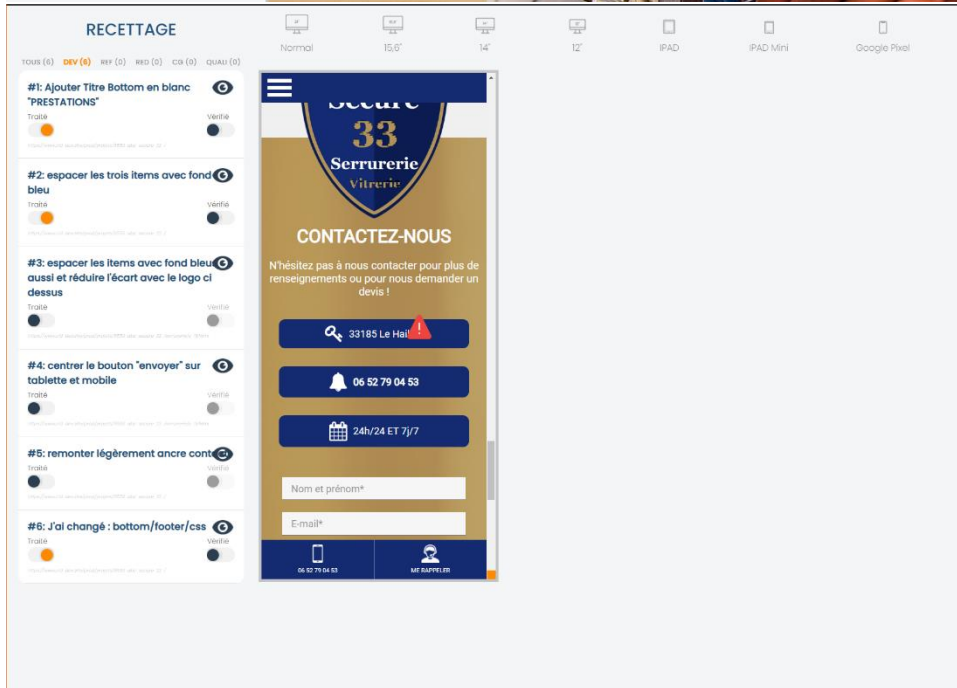 RECETTAGE
Normal
15,6"
14"
12"
IPAD
IPAD Mini
Google Pixel
TOUS (6) DEV (6) REF (0) RED (0) CG (0) QUALI (0)
#1: Ajouter Titre Bottom en blanc
"PRESTATIONS"
Traité Vérifié
#2: espacer les trois items avec fond
bleu
Traité Vérifié
#3: espacer les items avec fond bleu
aussi et réduire l'écart avec le logo ci
dessus
Traité Vérifié
#4: centrer le bouton "envoyer" sur
tablette et mobile
Traité Vérifié
#5: remonter légèrement ancre cont
Traité Vérifié
#6: J'ai changé : bottom/footer/css
Traité Vérifié
Secure
33
Serrurerie
Vitrerie
CONTACTEZ-NOUS
N'hésitez pas à nous contacter pour plus de
renseignements ou pour nous demander un
devis !
33185 Le Hail
06 52 79 04 53
24h/24 ET 7j/7
Nom et prénom*
E-mail*
06 52 79 04 53
ME RAPPELER